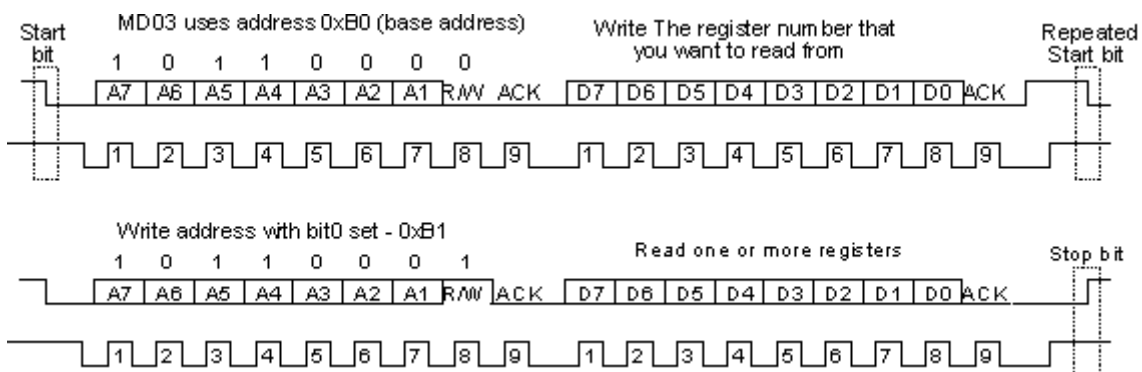 Start
bit
MD03 uses address 0xB0 (base address)
Write The register number that
you want to read from
Repeated
Start bit
1 0 1 1 0 0 0 0
A7 A6 A5 A4 A3 A2 A1 R/W ACK D7 D6 D5 D4 D3 D2 D1 D0 ACK
1 2 3 4 5 6 7 8 9 1 2 3 4 5 6 7 8 9
Write address with bit0 set - 0xB1
Read one or more registers
Stop bit
1 0 1 1 0 0 0 1
A7 A6 A5 A4 A3 A2 A1 R/W ACK D7 D6 D5 D4 D3 D2 D1 D0 ACK
1 2 3 4 5 6 7 8 9 1 2 3 4 5 6 7 8 9